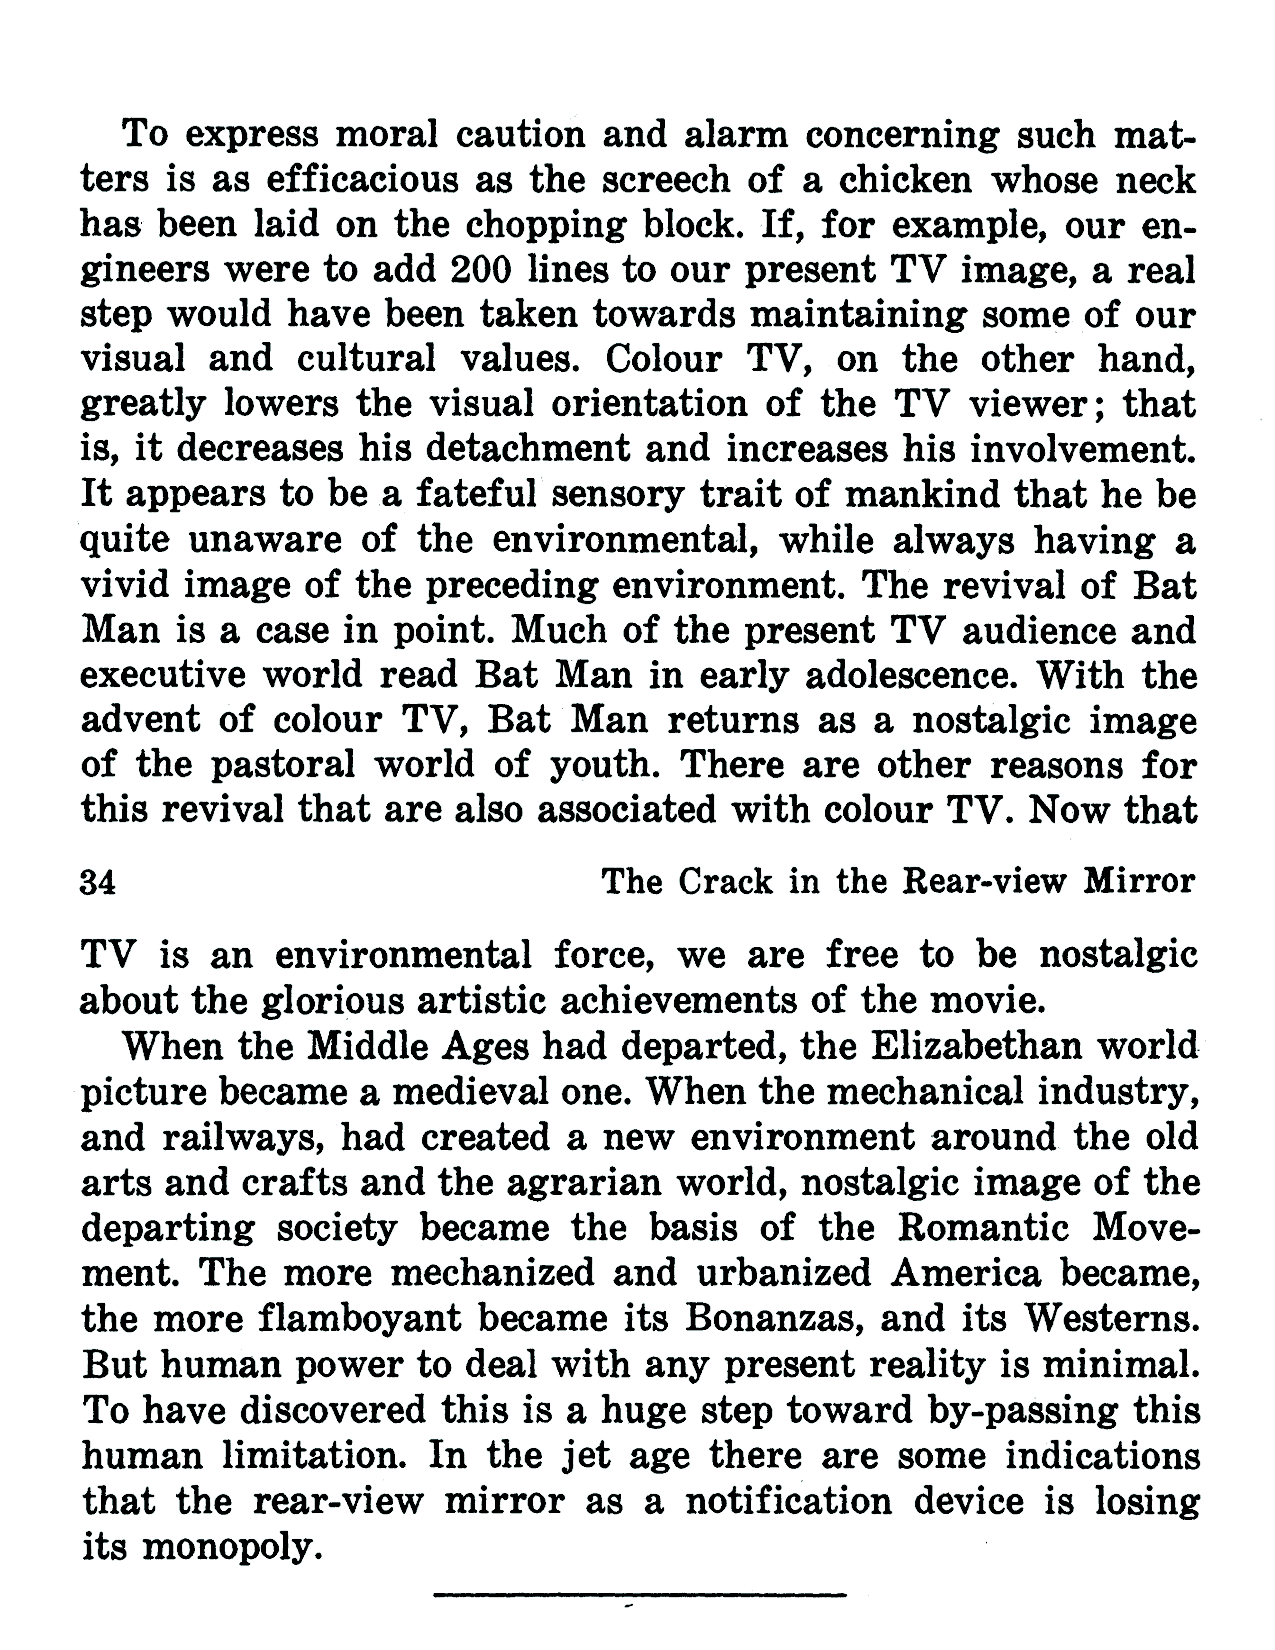 To express moral caution and alarm concerning such mat-
ters is as efficacious as the screech of a chicken whose neck
has been laid on the chopping block. If, for example, our en-
gineers were to add 200 lines to our present TV image, a real
step would have been taken towards maintaining some of our
visual and cultural values. Colour TV, on the other hand,
greatly lowers the visual orientation of the TV viewer; that
is, it decreases his detachment and increases his involvement.
It appears to be a fateful sensory trait of mankind that he be
quite unaware of the environmental, while always having a
vivid image of the preceding environment. The revival of Bat
Man is a case in point. Much of the present TV audience and
executive world read Bat Man in early adolescence. With the
advent of colour TV, Bat Man returns as a nostalgic image
of the pastoral world of youth. There are other reasons for
this revival that are also associated with colour TV. Now that
34 The Crack in the Rear-view Mirror
TV is an environmental force, we are free to be nostalgic
about the glorious artistic achievements of the movie.
When the Middle Ages had departed, the Elizabethan world
picture became a medieval one. When the mechanical industry,
and railways, had created a new environment around the old
arts and crafts and the agrarian world, nostalgic image of the
departing society became the basis of the Romantic Move-
ment. The more mechanized and urbanized America became,
the more flamboyant became its Bonanzas, and its Westerns.
But human power to deal with any present reality is minimal.
To have discovered this is a huge step toward by-passing this
human limitation. In the jet age there are some indications
that the rear-view mirror as a notification device is losing
its monopoly.